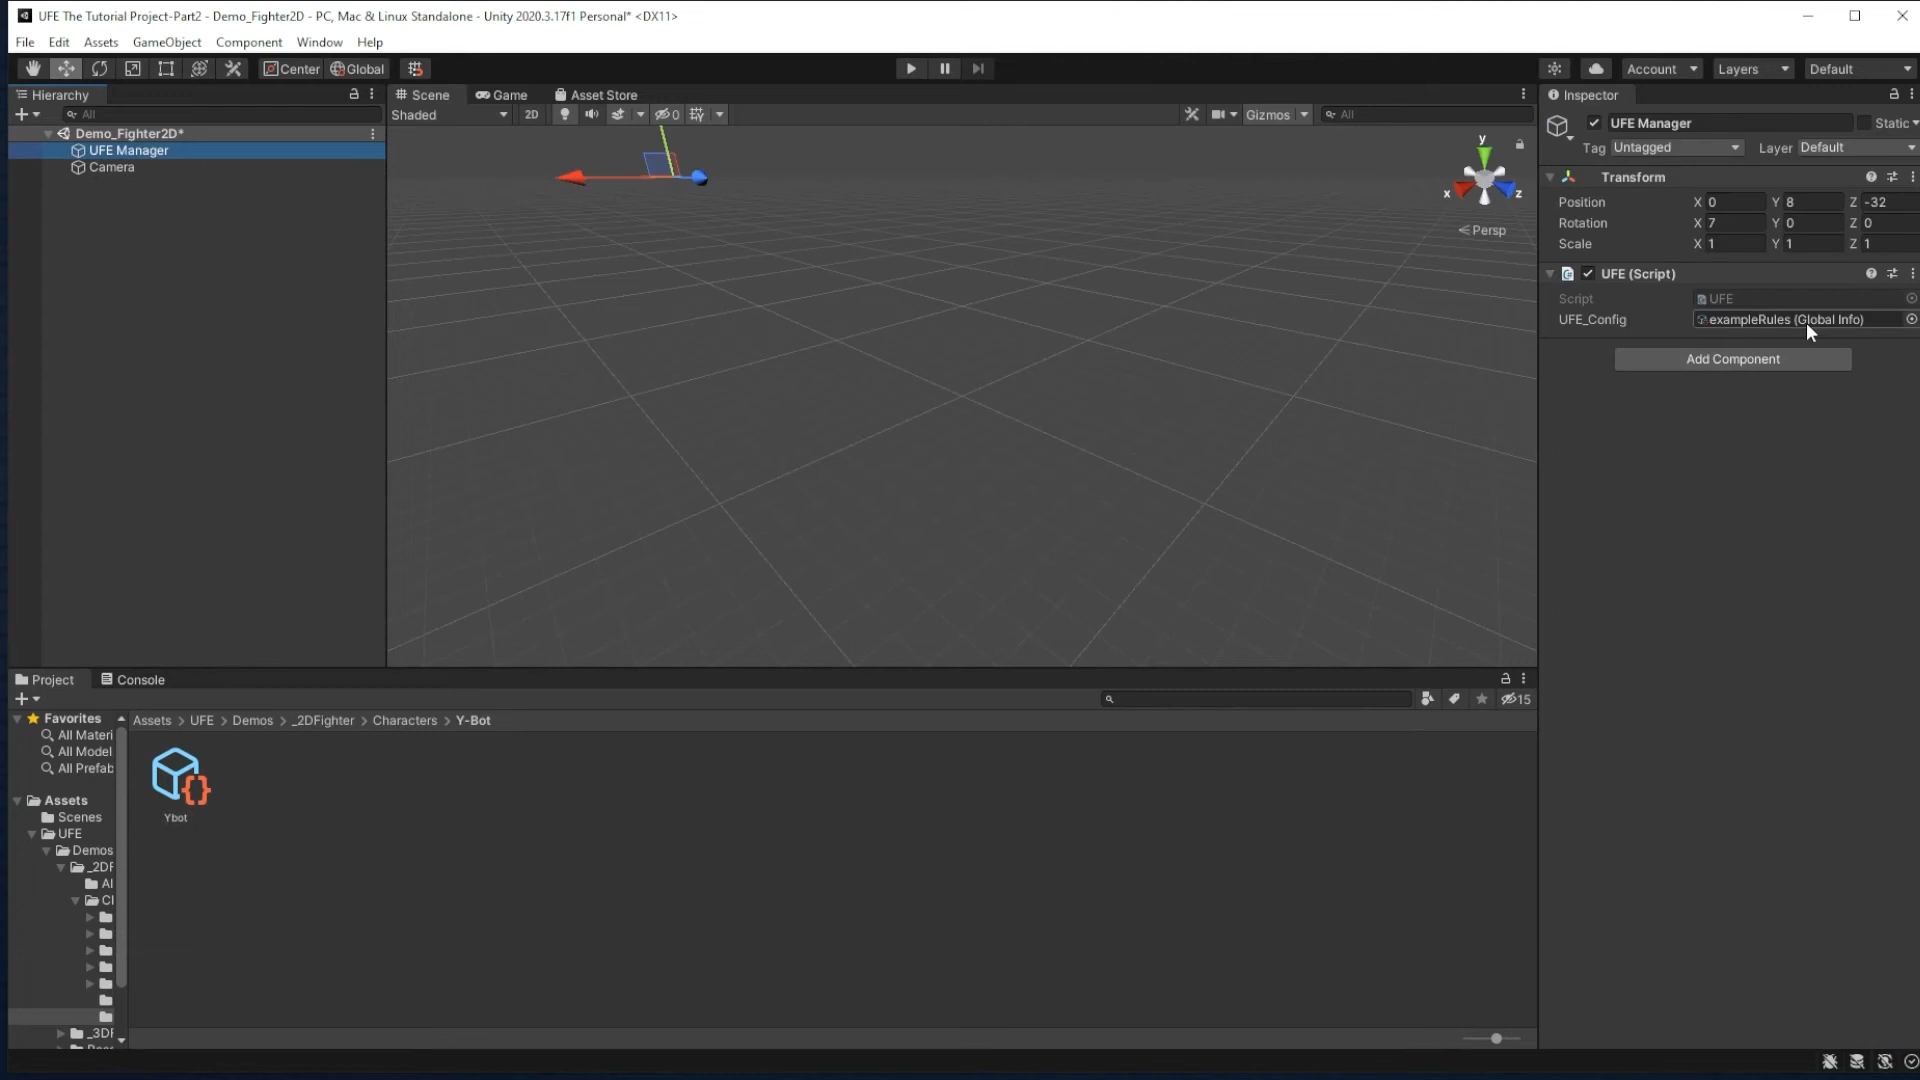 UFE The Tutorial Project-Part2 - Demo_Fighter2D - PC, Mac & Linux Standalone - Unity 2020.3.17f1 Personal* <DX11>
File Edit Assets GameObject Component Window Help
Center Global Account Layers Default
Hierarchy
All
Demo_Fighter2D*
UFE Manager
Camera
Scene Game Asset Store
Shaded 2D 0 Gizmos All
y
x z
Persp
Inspector
UFE Manager Static
Tag Untagged Layer Default
Transform
Position X 0 Y 8 Z -32
Rotation X 7 Y 0 Z 0
Scale X 1 Y 1 Z 1
UFE (Script)
Script UFE
UFE_Config exampleRules (Global Info)
Add Component
Project Console
15
Favorites
All Materi
All Model
All Prefab
Assets
Scenes
UFE
Demos
_2DF
AI
Cl
_3DF
Assets > UFE > Demos > _2DFighter > Characters > Y-Bot
Ybot